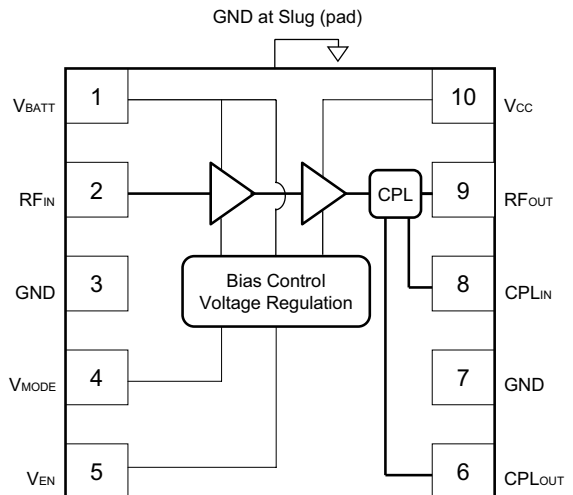 GND at Slug (pad)
VBATT 1 10 VCC
RFIN 2 CPL 9 RFOUT
GND 3 8 CPLIN
Bias Control
Voltage Regulation
VMODE 4 7 GND
VEN 5 6 CPLOUT